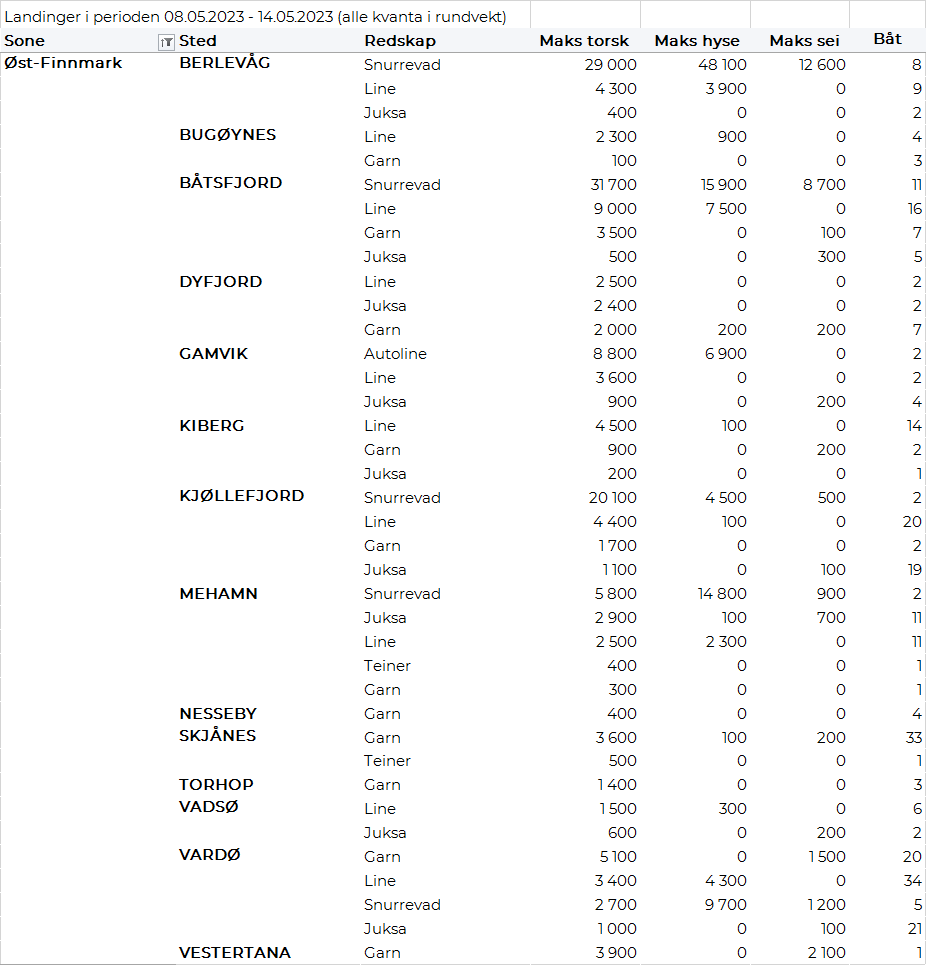 Landinger i perioden 08.05.2023 - 14.05.2023 (alle kvanta i rundvekt)
Sone Sted Redskap Maks torsk Maks hyse Maks sei Båt
Øst-Finnmark BERLEVÅG Snurrevad 29 000 48 100 12 600 8
Line 4 300 3 900 0 9
Juksa 400 0 0 2
BUGØYNES Line 2 300 900 0 4
Garn 100 0 0 3
BÅTSFJORD Snurrevad 31 700 15 900 8 700 11
Line 9 000 7 500 0 16
Garn 3 500 0 100 7
Juksa 500 0 300 5
DYFJORD Line 2 500 0 0 2
Juksa 2 400 0 0 2
Garn 2 000 200 200 7
GAMVIK Autoline 8 800 6 900 0 2
Line 3 600 0 0 2
Juksa 900 0 200 4
KIBERG Line 4 500 100 0 14
Garn 900 0 200 2
Juksa 200 0 0 1
KJØLLEFJORD Snurrevad 20 100 4 500 500 2
Line 4 400 100 0 20
Garn 1 700 0 0 2
Juksa 1 100 0 100 19
MEHAMN Snurrevad 5 800 14 800 900 2
Juksa 2 900 100 700 11
Line 2 500 2 300 0 11
Teiner 400 0 0 1
Garn 300 0 0 1
NESSEBY Garn 400 0 0 4
SKJÅNES Garn 3 600 100 200 33
Teiner 500 0 0 1
TORHOP Garn 1 400 0 0 3
VADSØ Line 1 500 300 0 6
Juksa 600 0 200 2
VARDØ Garn 5 100 0 1 500 20
Line 3 400 4 300 0 34
Snurrevad 2 700 9 700 1 200 5
Juksa 1 000 0 100 21
VESTERTANA Garn 3 900 0 2 100 1